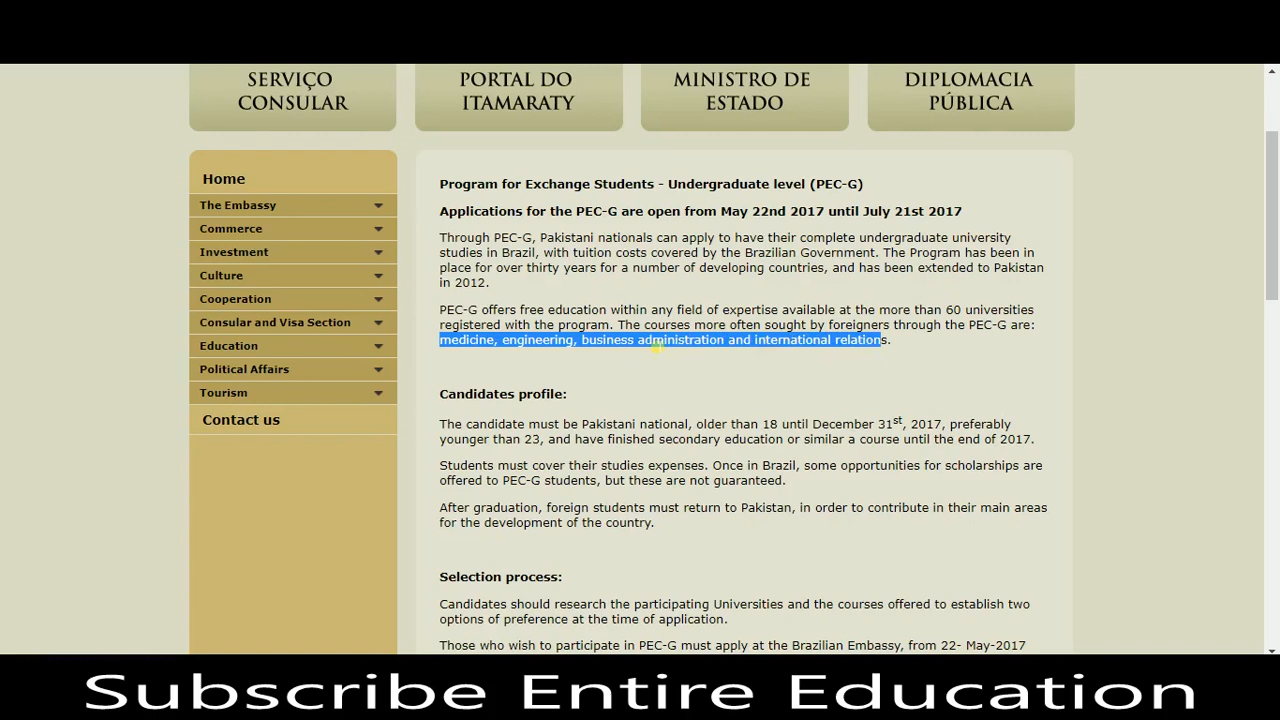 SERVIÇO
CONSULAR
PORTAL DO
ITAMARATY
MINISTRO DE
ESTADO
DIPLOMACIA
PÚBLICA
Home
The Embassy
Commerce
Investment
Culture
Cooperation
Consular and Visa Section
Education
Political Affairs
Tourism
Contact us
Program for Exchange Students - Undergraduate level (PEC-G)
Applications for the PEC-G are open from May 22nd 2017 until July 21st 2017
Through PEC-G, Pakistani nationals can apply to have their complete undergraduate university
studies in Brazil, with tuition costs covered by the Brazilian Government. The Program has been in
place for over thirty years for a number of developing countries, and has been extended to Pakistan
in 2012.
PEC-G offers free education within any field of expertise available at the more than 60 universities
registered with the program. The courses more often sought by foreigners through the PEC-G are:
medicine, engineering, business administration and international relations.
Candidates profile:
The candidate must be Pakistani national, older than 18 until December 31st, 2017, preferably
younger than 23, and have finished secondary education or similar a course until the end of 2017.
Students must cover their studies expenses. Once in Brazil, some opportunities for scholarships are
offered to PEC-G students, but these are not guaranteed.
After graduation, foreign students must return to Pakistan, in order to contribute in their main areas
for the development of the country.
Selection process:
Candidates should research the participating Universities and the courses offered to establish two
options of preference at the time of application.
Those who wish to participate in PEC-G must apply at the Brazilian Embassy, from 22- May-2017
Subscribe Entire Education